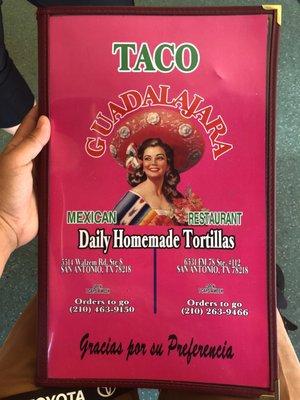 TACO
GUADALAJARA
MEXICAN RESTAURANT
Daily Homemade Tortillas
5514 Walzem Rd, Ste 8
SAN ANTONIO, TX 78218
Orders to go
(210) 463-9150
6331 FM 78 Ste. #112
SAN ANTONIO, TX 78218
Orders to go
(210) 263-9466
Gracias por su Preferencia
TOYOTA